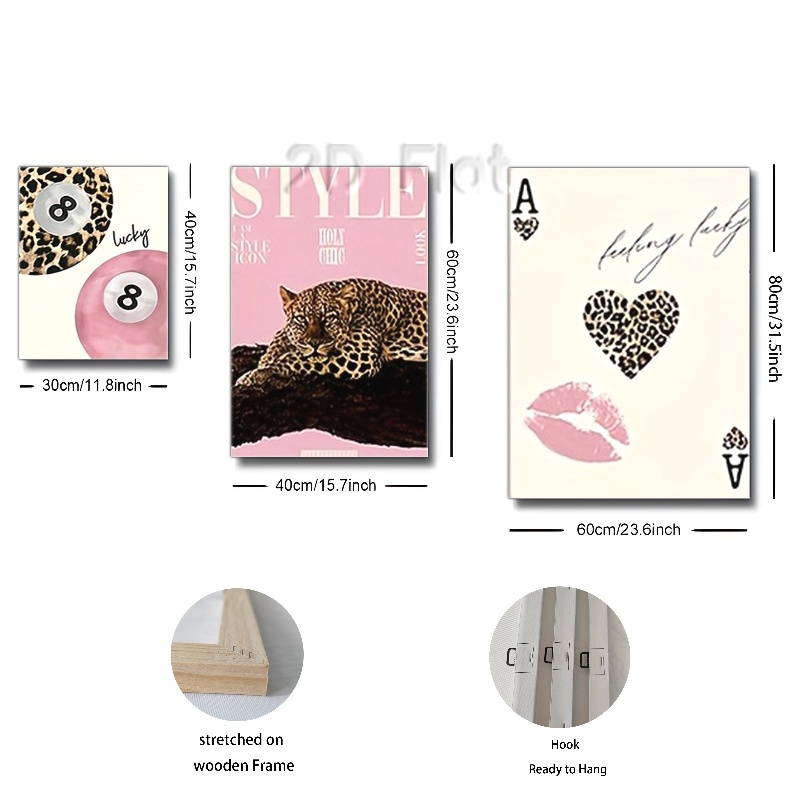 2D Flat
8
lucky
8
40cm/15.7inch
30cm/11.8inch
STYLE
I AM
A
STYLE
ICON
HOLY
CHIC
LOOK
60cm/23.6inch
40cm/15.7inch
A
feeling lucky
A
80cm/31.5inch
60cm/23.6inch
stretched on
wooden Frame
Hook
Ready to Hang